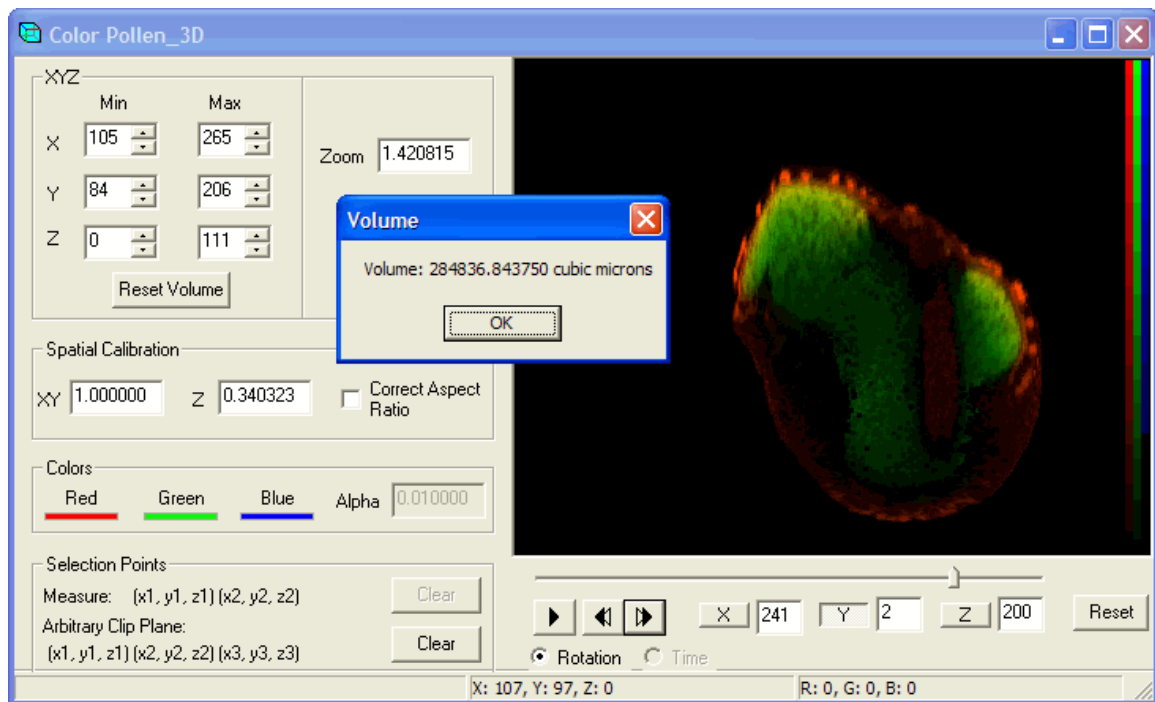 Color Pollen_3D
XYZ
Min Max
X 105 265
Zoom 1.420815
Y 84 206
Z 0 111
Reset Volume
Volume
Volume: 284836.843750 cubic microns
OK
Spatial Calibration
XY 1.000000 Z 0.340323 Correct Aspect
Ratio
Colors
Red Green Blue Alpha 0.010000
Selection Points
Measure: (x1, y1, z1) (x2, y2, z2) Clear
Arbitrary Clip Plane:
(x1, y1, z1) (x2, y2, z2) (x3, y3, z3) Clear
X 241 Y 2 Z 200 Reset
Rotation Time
X: 107, Y: 97, Z: 0 R: 0, G: 0, B: 0